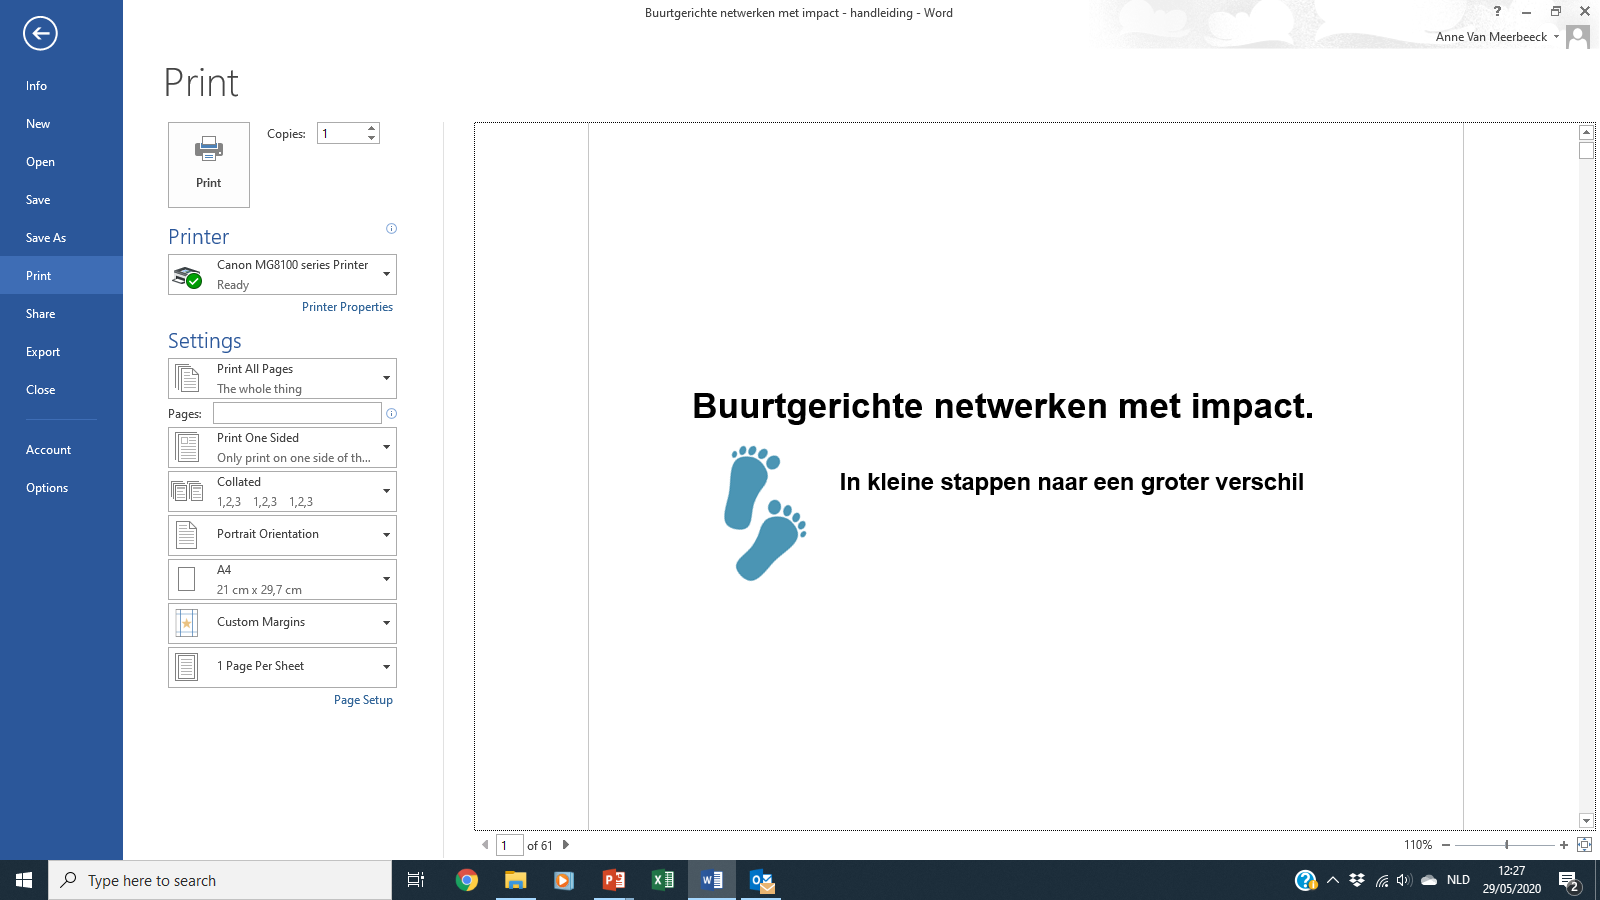 Buurtgerichte netwerken met impact - handleiding - Word
?
Anne Van Meerbeeck
Info
New
Open
Save
Save As
Print
Share
Export
Close
Account
Options
Print
Print
Copies: 1
Printer
Canon MG8100 series Printer
Ready
Printer Properties
Settings
Print All Pages
The whole thing
Pages:
Print One Sided
Only print on one side of th...
Collated
1,2,3 1,2,3 1,2,3
Portrait Orientation
A4
21 cm x 29,7 cm
Custom Margins
1 Page Per Sheet
Page Setup
Buurtgerichte netwerken met impact.
In kleine stappen naar een groter verschil
1 of 61
110%
Type here to search
NLD
12:27
29/05/2020
2